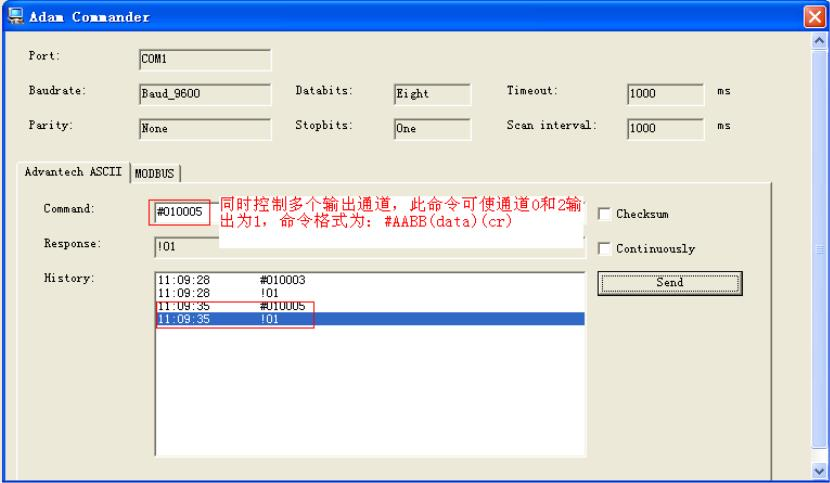 Adam Commander
Port: COM1
Baudrate: Baud_9600 Databits: Eight Timeout: 1000 ms
Parity: None Stopbits: One Scan interval: 1000 ms
Advantech ASCII MODBUS
Command: #010005 同时控制多个输出通道，此命令可使通道0和2输
出为1，命令格式为：#AABB(data)(cr)
Checksum
Response: !01
Continuously
History:
Send
11:09:28 #010003
11:09:28 !01
11:09:35 #010005
11:09:35 !01